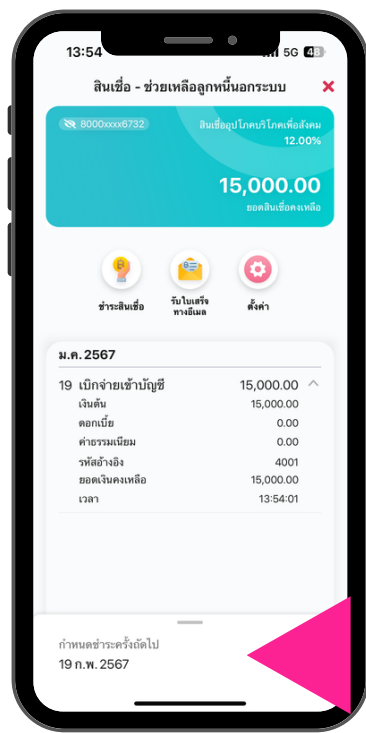 13:54 5G 48
สินเชื่อ - ช่วยเหลือลูกหนี้นอกระบบ
8000xxxx6732 สินเชื่ออุปโภคบริโภคเพื่อสังคม
12.00%
15,000.00
ยอดสินเชื่อคงเหลือ
ชำระสินเชื่อ
รับใบเสร็จ
ทางอีเมล
ตั้งค่า
ม.ค. 2567
19 เบิกจ่ายเข้าบัญชี 15,000.00
เงินต้น 15,000.00
ดอกเบี้ย 0.00
ค่าธรรมเนียม 0.00
รหัสอ้างอิง 4001
ยอดเงินคงเหลือ 15,000.00
เวลา 13:54:01
กำหนดชำระครั้งถัดไป
19 ก.พ. 2567